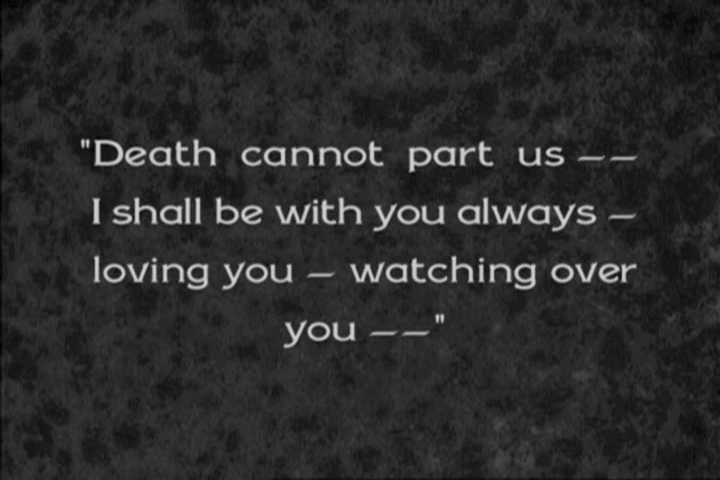 "Death cannot part us ——
I shall be with you always —
loving you — watching over
you ——"